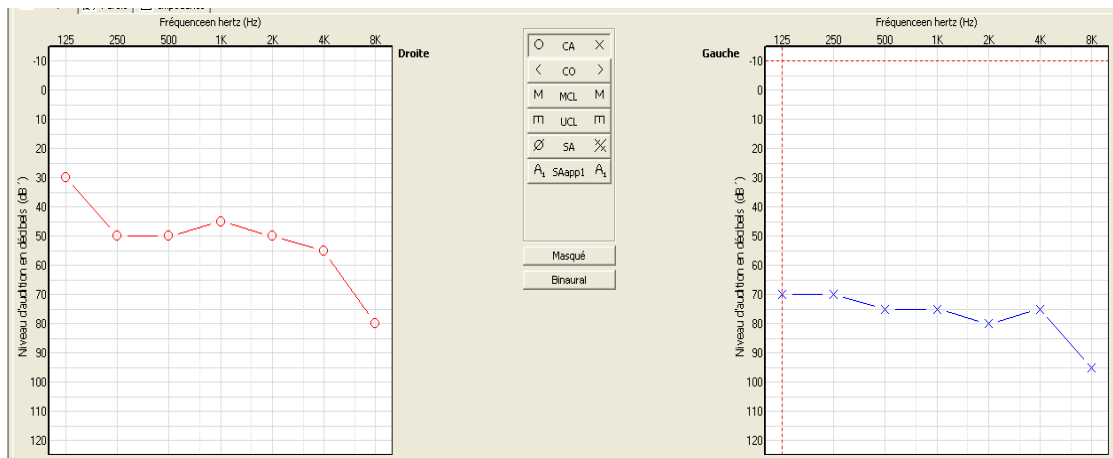 Fréquenceen hertz (Hz)
125 250 500 1K 2K 4K 8K
Droite
-10
0
10
20
30
40
50
60
70
80
90
100
110
120
Niveau d'audition en décibels (dB´)
O CA X
< CO >
M MCL M
UCL
Ø SA
A₁ SAapp1 A₁
Masqué
Binaural
Fréquenceen hertz (Hz)
Gauche
125 250 500 1K 2K 4K 8K
-10
0
10
20
30
40
50
60
70
80
90
100
110
120
Niveau d'audition en décibels (dB´)